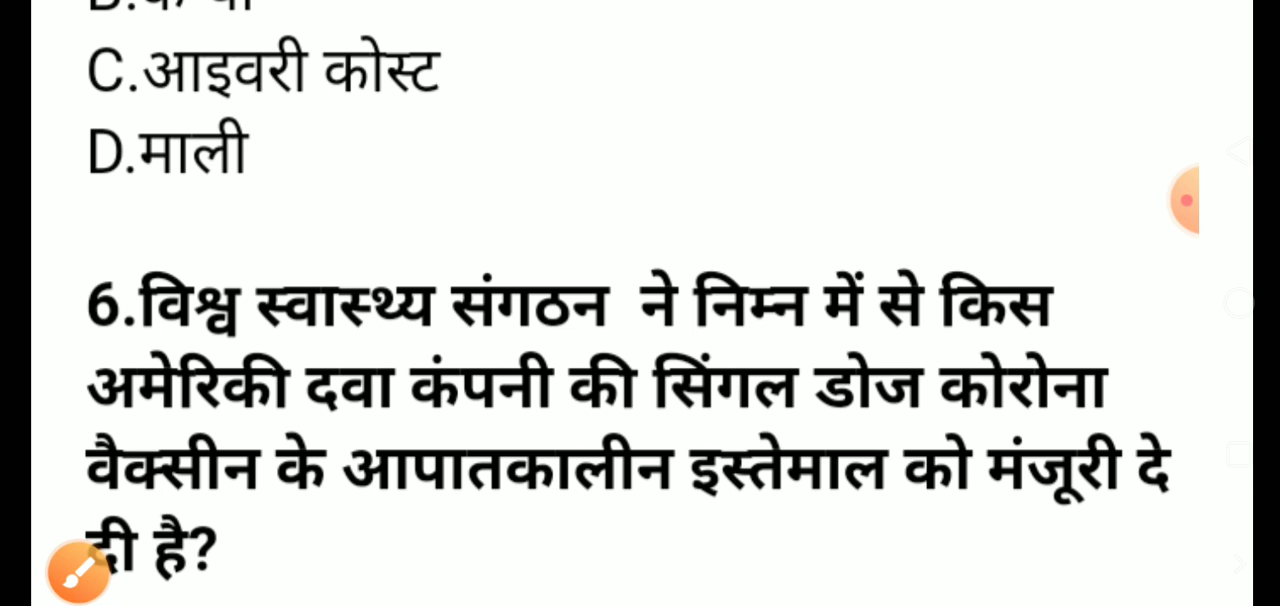 C.आइवरी कोस्ट
D.माली
6.विश्व स्वास्थ्य संगठन ने निम्न में से किस
अमेरिकी दवा कंपनी की सिंगल डोज कोरोना
वैक्सीन के आपातकालीन इस्तेमाल को मंजूरी दे
दी है?